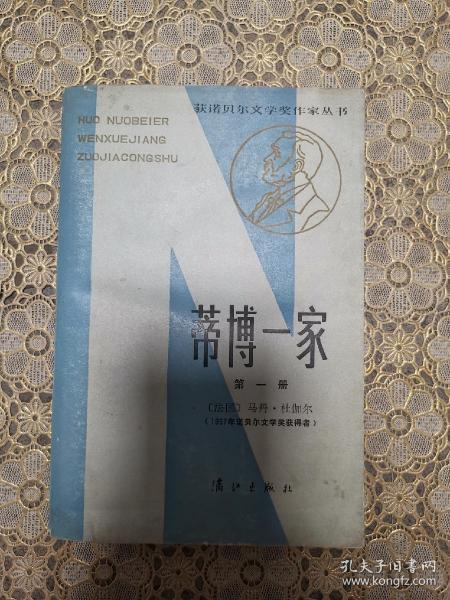 获诺贝尔文学奖作家丛书
HUO NUOBEIER
WENXUEJIANG
ZUOJIACONGSHU
蒂博一家
第一册
〔法国〕马丹·杜伽尔
(1937年诺贝尔文学奖获得者)
漓江出版社
孔夫子旧书网
www.kongfz.com